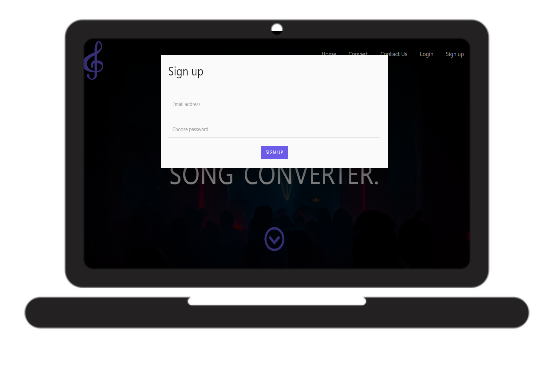 Home Convert Contact Us Login Sign up
Sign up
Email address
Choose password
SIGN UP
SONG CONVERTER.